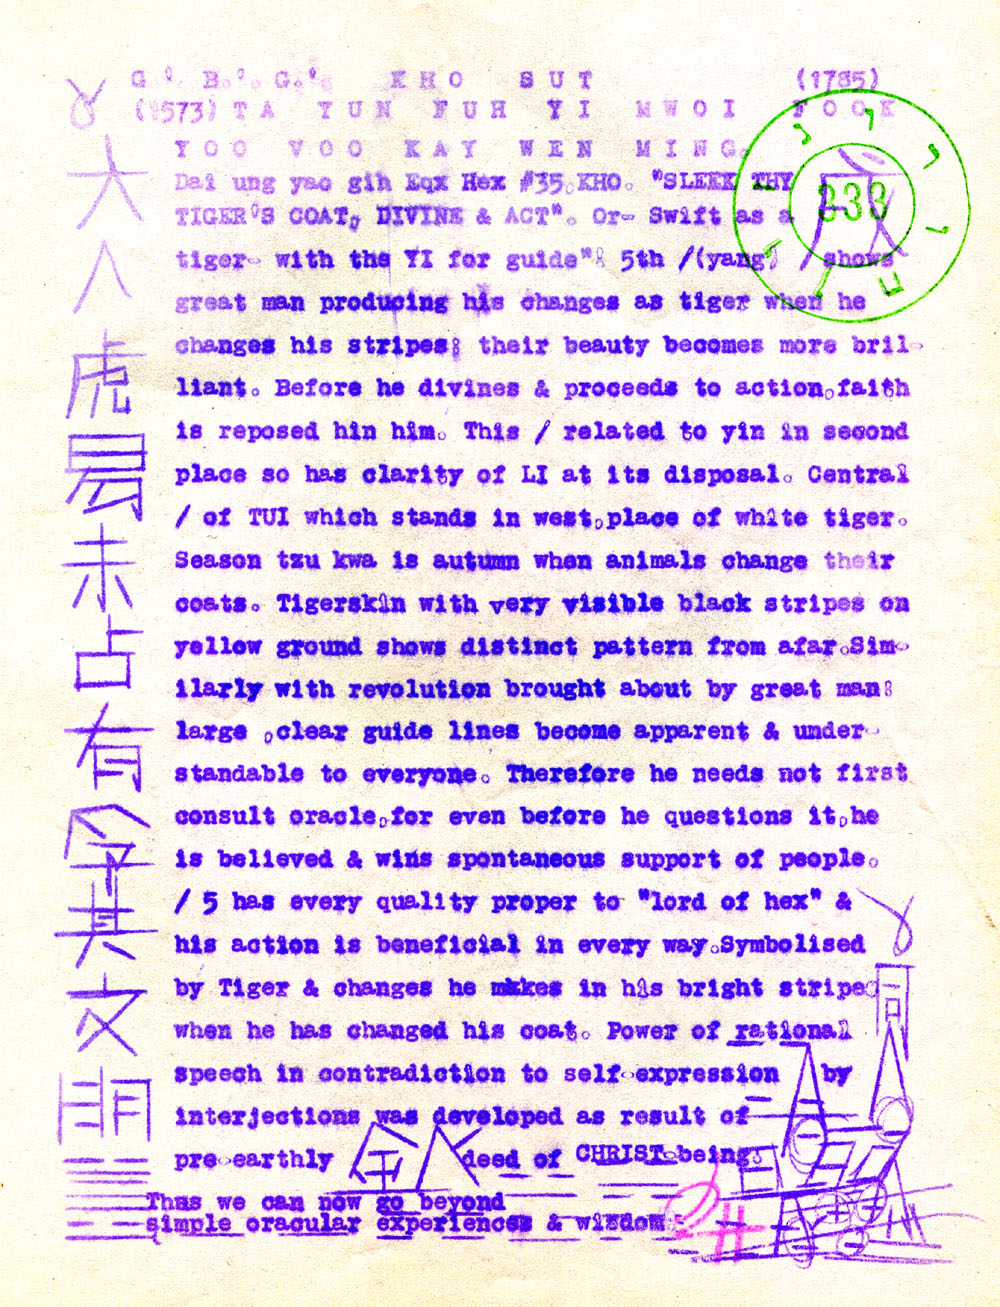 G.'. B.'. G.'. KHO SUT (1785)
(1573) TA YUN FUH YI MWOI FOOK
YOO VOO KAY WEN MING.
Dai ung yao gih Eqx Hex #35.KHO. "SLEEK THY
TIGER'S COAT, DIVINE & ACT". Or- Swift as a
tiger- with the YI for guide": 5th /(yang) / shows
great man producing his changes as tiger when he
changes his stripes: their beauty becomes more bril-
liant. Before he divines & proceeds to action,faith
is reposed hin him. This / related to yin in second
place so has clarity of LI at its disposal. Central
/ of TUI which stands in west,place of white tiger.
Season tzu kwa is autumn when animals change their
coats. Tigerskin with very visible black stripes on
yellow ground shows distinct pattern from afar.Sim-
ilarly with revolution brought about by great man:
large ,clear guide lines become apparent & under-
standable to everyone. Therefore he needs not first
consult oracle,for even before he questions it,he
is believed & wins spontaneous support of people.
/ 5 has every quality proper to "lord of hex" &
his action is beneficial in every way.Symbolised
by Tiger & changes he makes in his bright stripes
when he has changed his coat. Power of rational
speech in contradiction to self-expression by
interjections was developed as result of
pre-earthly deed of CHRIST-being.
Thus we can now go beyond
simple oracular experiences & wisdom.
大
人
虎
易
未
占
有
孚
其
文
明
333